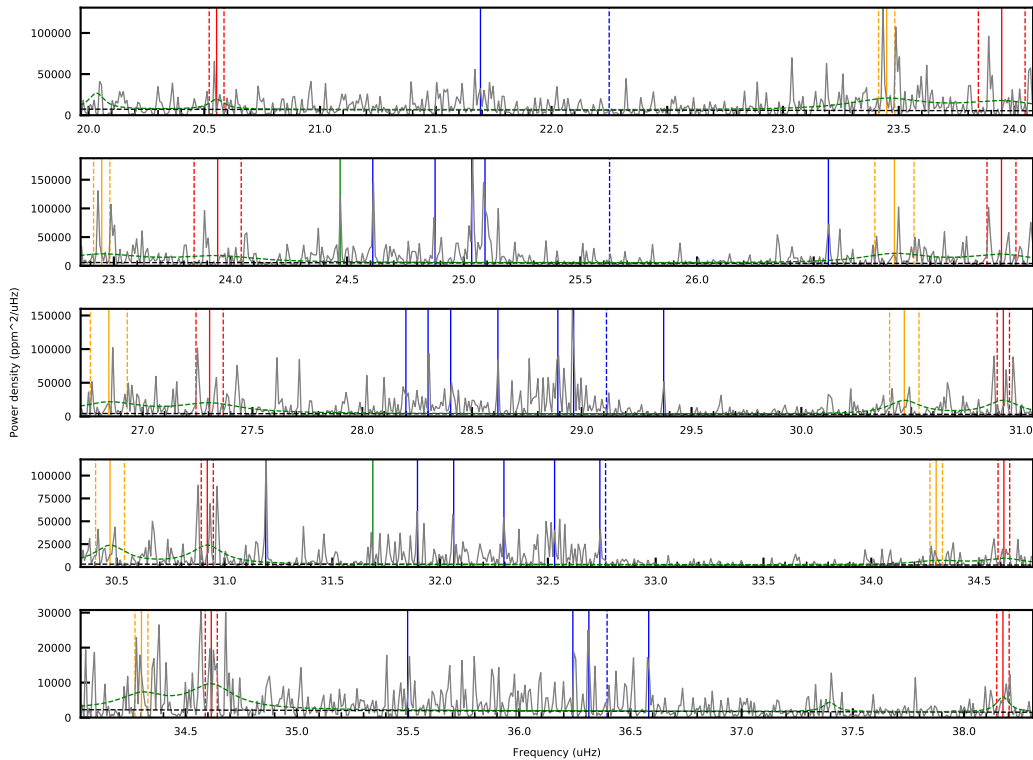 100000
50000
0
20.0 20.5 21.0 21.5 22.0 22.5 23.0 23.5 24.0
150000
100000
50000
0
23.5 24.0 24.5 25.0 25.5 26.0 26.5 27.0
150000
100000
50000
0
27.0 27.5 28.0 28.5 29.0 29.5 30.0 30.5 31.0
Power density (ppm^2/uHz)
100000
75000
50000
25000
0
30.5 31.0 31.5 32.0 32.5 33.0 33.5 34.0 34.5
30000
20000
10000
0
34.5 35.0 35.5 36.0 36.5 37.0 37.5 38.0
Frequency (uHz)